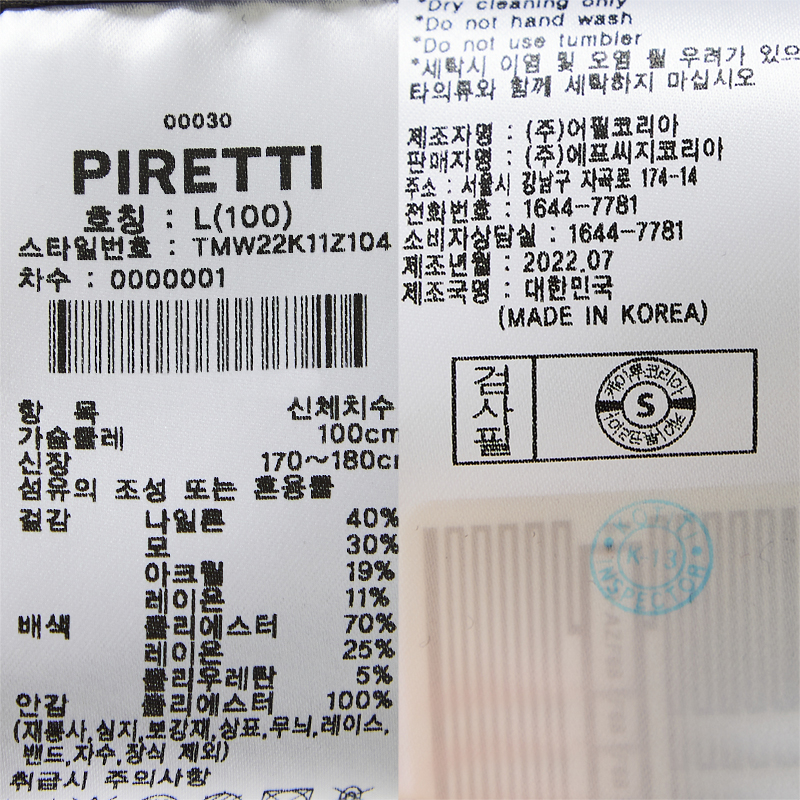 00030
PIRETTI
호칭 : L(100)
스타일번호 : TMW22K11Z104
차수 : 0000001
항 목 신체치수
가슴둘레 100cm
신장 170~180cm
섬유의 조성 또는 혼용률
겉감 나일론 40%
모 30%
아크릴 19%
레이온 11%
배색 폴리에스터 70%
레이온 25%
폴리우레탄 5%
안감 폴리에스터 100%
(재봉사,심지,보강재,상표,무늬,레이스,
밴드,자수,장식 제외)
취급시 주의사항
*Dry cleaning only
*Do not hand wash
*Do not use tumbler
*세탁시 이염 및 오염 될 우려가 있으
타의류와 함께 세탁하지 마십시오
제조자명 : (주)어필코리아
판매자명 : (주)에프씨지코리아
주소 : 서울시 강남구 자곡로 174-14
전화번호 : 1644-7781
소비자상담실 : 1644-7781
제조년월 : 2022.07
제조국명 : 대한민국
(MADE IN KOREA)
검사필
케이투코리아
S
KOTITI
K-13
INSPECTOR